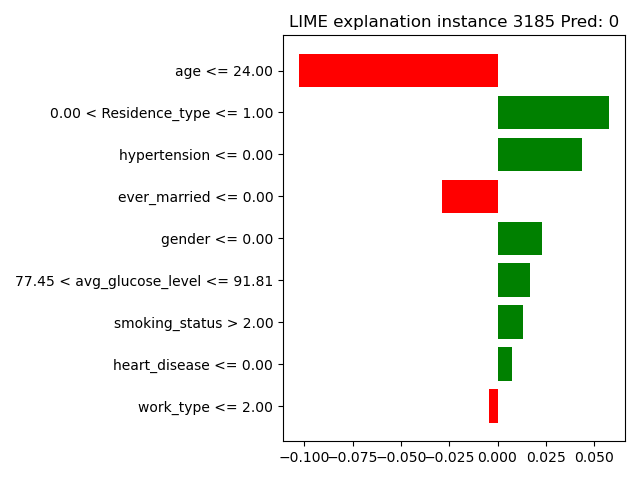 LIME explanation instance 3185 Pred: 0
age <= 24.00
0.00 < Residence_type <= 1.00
hypertension <= 0.00
ever_married <= 0.00
gender <= 0.00
77.45 < avg_glucose_level <= 91.81
smoking_status > 2.00
heart_disease <= 0.00
work_type <= 2.00
−0.100 −0.075 −0.050 −0.025 0.000 0.025 0.050